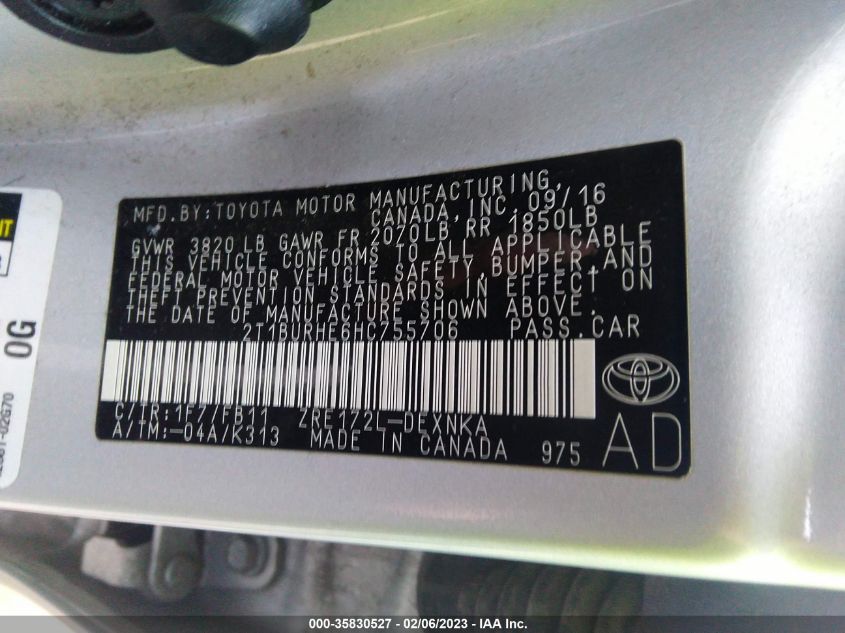 MFD.BY:TOYOTA MOTOR MANUFACTURING,
CANADA,INC. 09/16
GVWR 3820 LB GAWR FR 2070LB RR 1850LB
THIS VEHICLE CONFORMS TO ALL APPLICABLE
FEDERAL MOTOR VEHICLE SAFETY,BUMPER,AND
THEFT PREVENTION STANDARDS IN EFFECT ON
THE DATE OF MANUFACTURE SHOWN ABOVE.
2T1BURHE6HC755706 PASS.CAR
C/TR:1F7/FB11 ZRE172L-DEXNKA
A/TM:-04A/K313 MADE IN CANADA 975
AD
0G
000-35830527 - 02/06/2023 - IAA Inc.